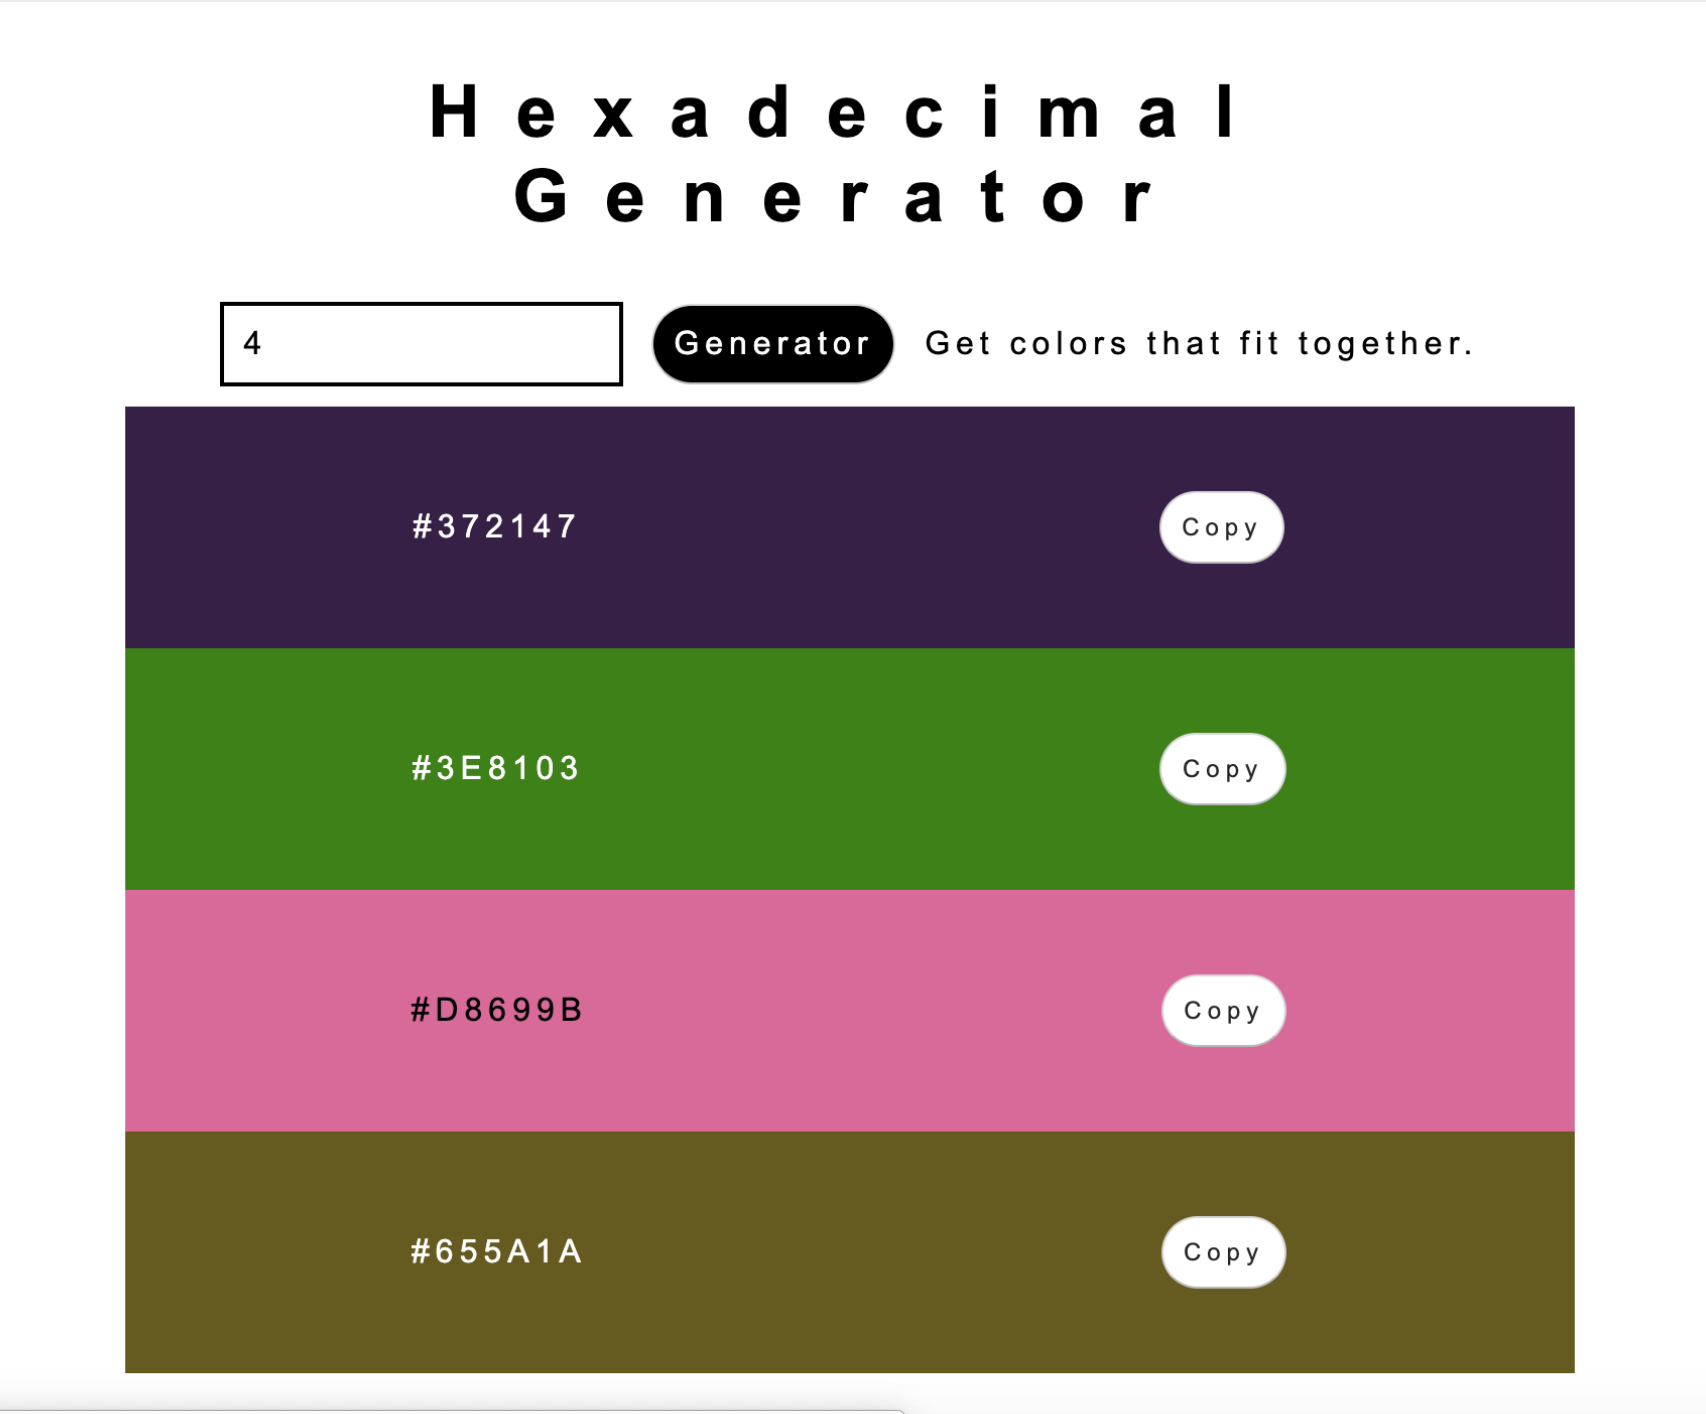 Hexadecimal
Generator
4
Generator
Get colors that fit together.
#372147
Copy
#3E8103
Copy
#D8699B
Copy
#655A1A
Copy